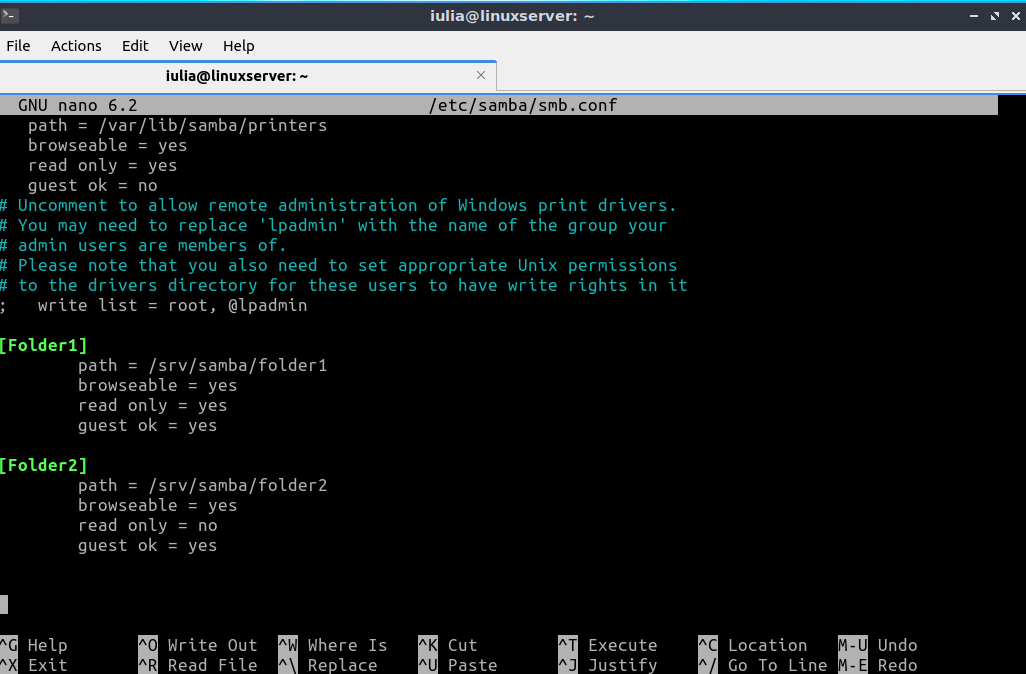 iulia@linuxserver: ~
File Actions Edit View Help
iulia@linuxserver: ~
GNU nano 6.2 /etc/samba/smb.conf
path = /var/lib/samba/printers
browseable = yes
read only = yes
guest ok = no
# Uncomment to allow remote administration of Windows print drivers.
# You may need to replace 'lpadmin' with the name of the group your
# admin users are members of.
# Please note that you also need to set appropriate Unix permissions
# to the drivers directory for these users to have write rights in it
;   write list = root, @lpadmin
[Folder1]
path = /srv/samba/folder1
browseable = yes
read only = yes
guest ok = yes
[Folder2]
path = /srv/samba/folder2
browseable = yes
read only = no
guest ok = yes
^G Help ^O Write Out ^W Where Is ^K Cut ^T Execute ^C Location M-U Undo
^X Exit ^R Read File ^\ Replace ^U Paste ^J Justify ^/ Go To Line M-E Redo